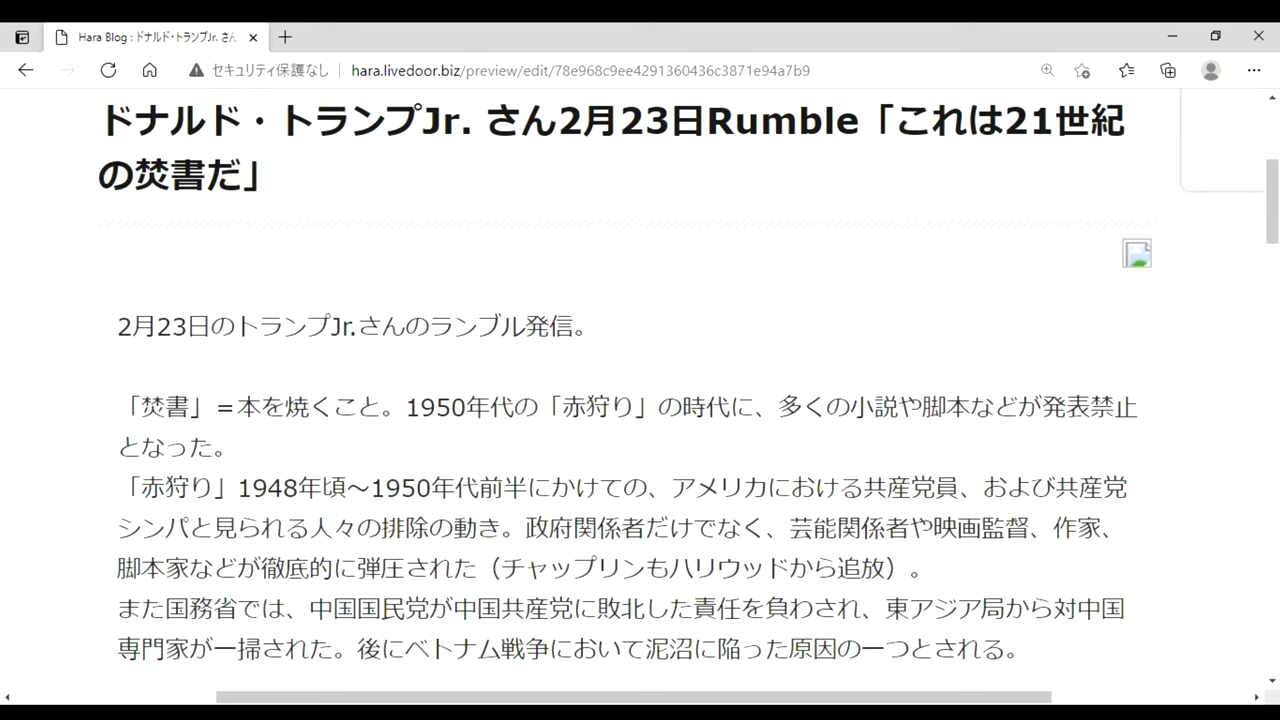 Hara Blog : ドナルド・トランプJr. さん
セキュリティ保護なし
hara.livedoor.biz/preview/edit/78e968c9ee4291360436c3871e94a7b9
ドナルド・トランプJr. さん2月23日Rumble「これは21世紀
の焚書だ」
2月23日のトランプJr.さんのランブル発信。
「焚書」＝本を焼くこと。1950年代の「赤狩り」の時代に、多くの小説や脚本などが発表禁止
となった。
「赤狩り」1948年頃～1950年代前半にかけての、アメリカにおける共産党員、および共産党
シンパと見られる人々の排除の動き。政府関係者だけでなく、芸能関係者や映画監督、作家、
脚本家などが徹底的に弾圧された（チャップリンもハリウッドから追放）。
また国務省では、中国国民党が中国共産党に敗北した責任を負わされ、東アジア局から対中国
専門家が一掃された。後にベトナム戦争において泥沼に陥った原因の一つとされる。